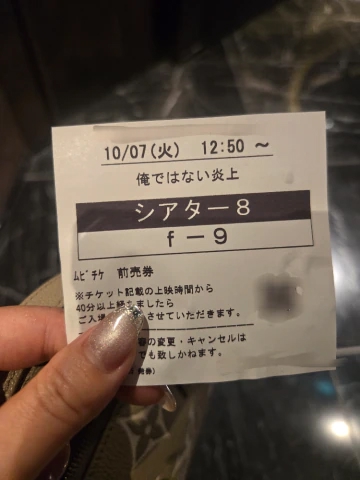 10/07(火) 12:50 ～
俺ではない炎上
シアター８
ｆ－９
ﾑﾋﾞﾁｹ 前売券
※チケット記載の上映時間から
40分以上経
ましたら
ご入場
させていただきます。
の変更・キャンセルは
も致しかねます。
発券)